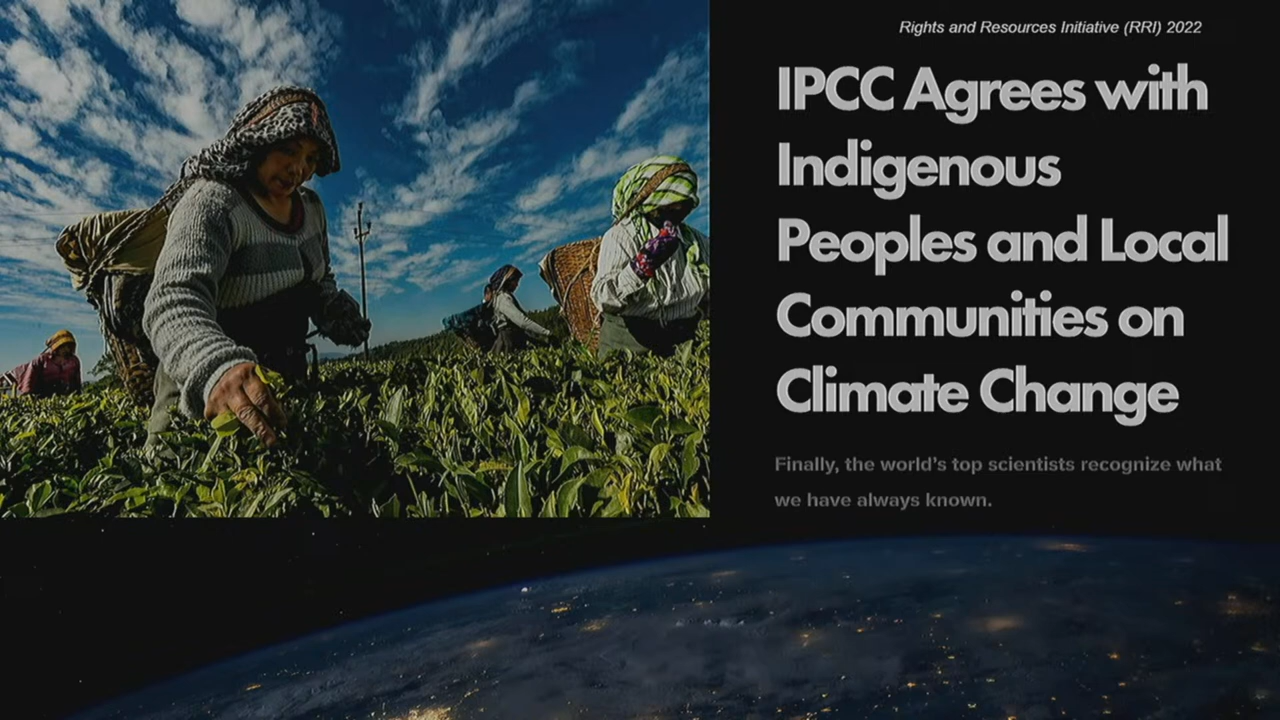 Rights and Resources Initiative (RRI) 2022
IPCC Agrees with
Indigenous
Peoples and Local
Communities on
Climate Change
Finally, the world's top scientists recognize what
we have always known.